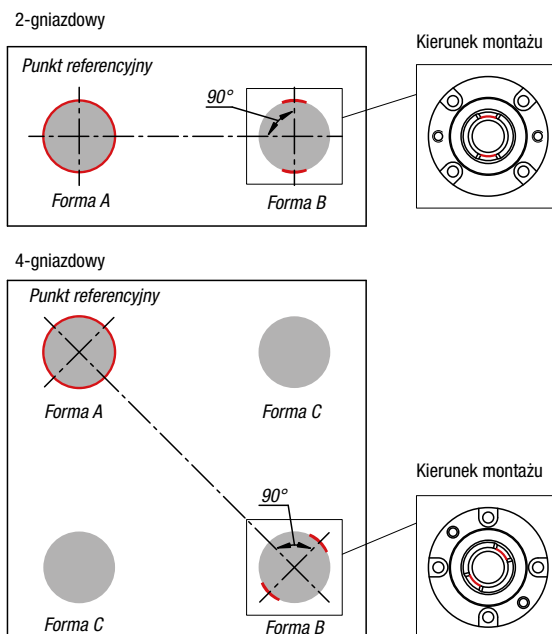 2-gniazdowy
Kierunek montażu
Punkt referencyjny
90°
Forma A
Forma B
4-gniazdowy
Punkt referencyjny
Forma A
Forma C
Kierunek montażu
90°
Forma C
Forma B